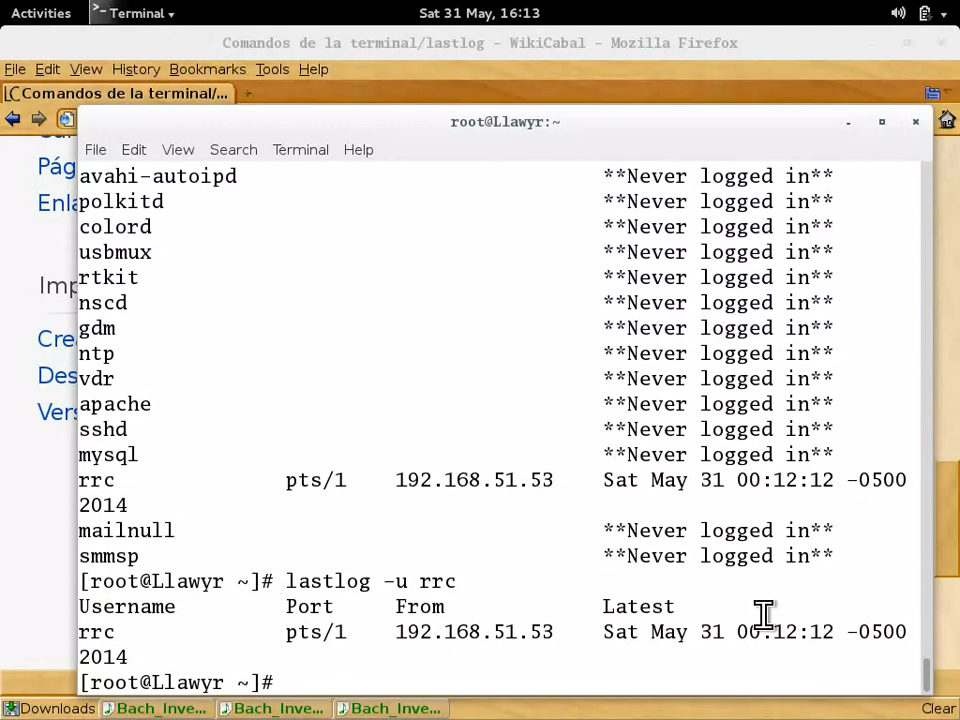 Activities Terminal Sat 31 May, 16:13
Comandos de la terminal/lastlog - WikiCabal - Mozilla Firefox
File Edit View History Bookmarks Tools Help
Comandos de la terminal/...
root@Llawyr:~
File Edit View Search Terminal Help
Pág
Enla
Imp
Crea
Des
Vers
avahi-autoipd **Never logged in**
polkitd **Never logged in**
colord **Never logged in**
usbmux **Never logged in**
rtkit **Never logged in**
nscd **Never logged in**
gdm **Never logged in**
ntp **Never logged in**
vdr **Never logged in**
apache **Never logged in**
sshd **Never logged in**
mysql **Never logged in**
rrc pts/1 192.168.51.53 Sat May 31 00:12:12 -0500
2014
mailnull **Never logged in**
smmsp **Never logged in**
[root@Llawyr ~]# lastlog -u rrc
Username Port From Latest
rrc pts/1 192.168.51.53 Sat May 31 00:12:12 -0500
2014
[root@Llawyr ~]#
Downloads Bach_Inve... Bach_Inve... Bach_Inve... Clear